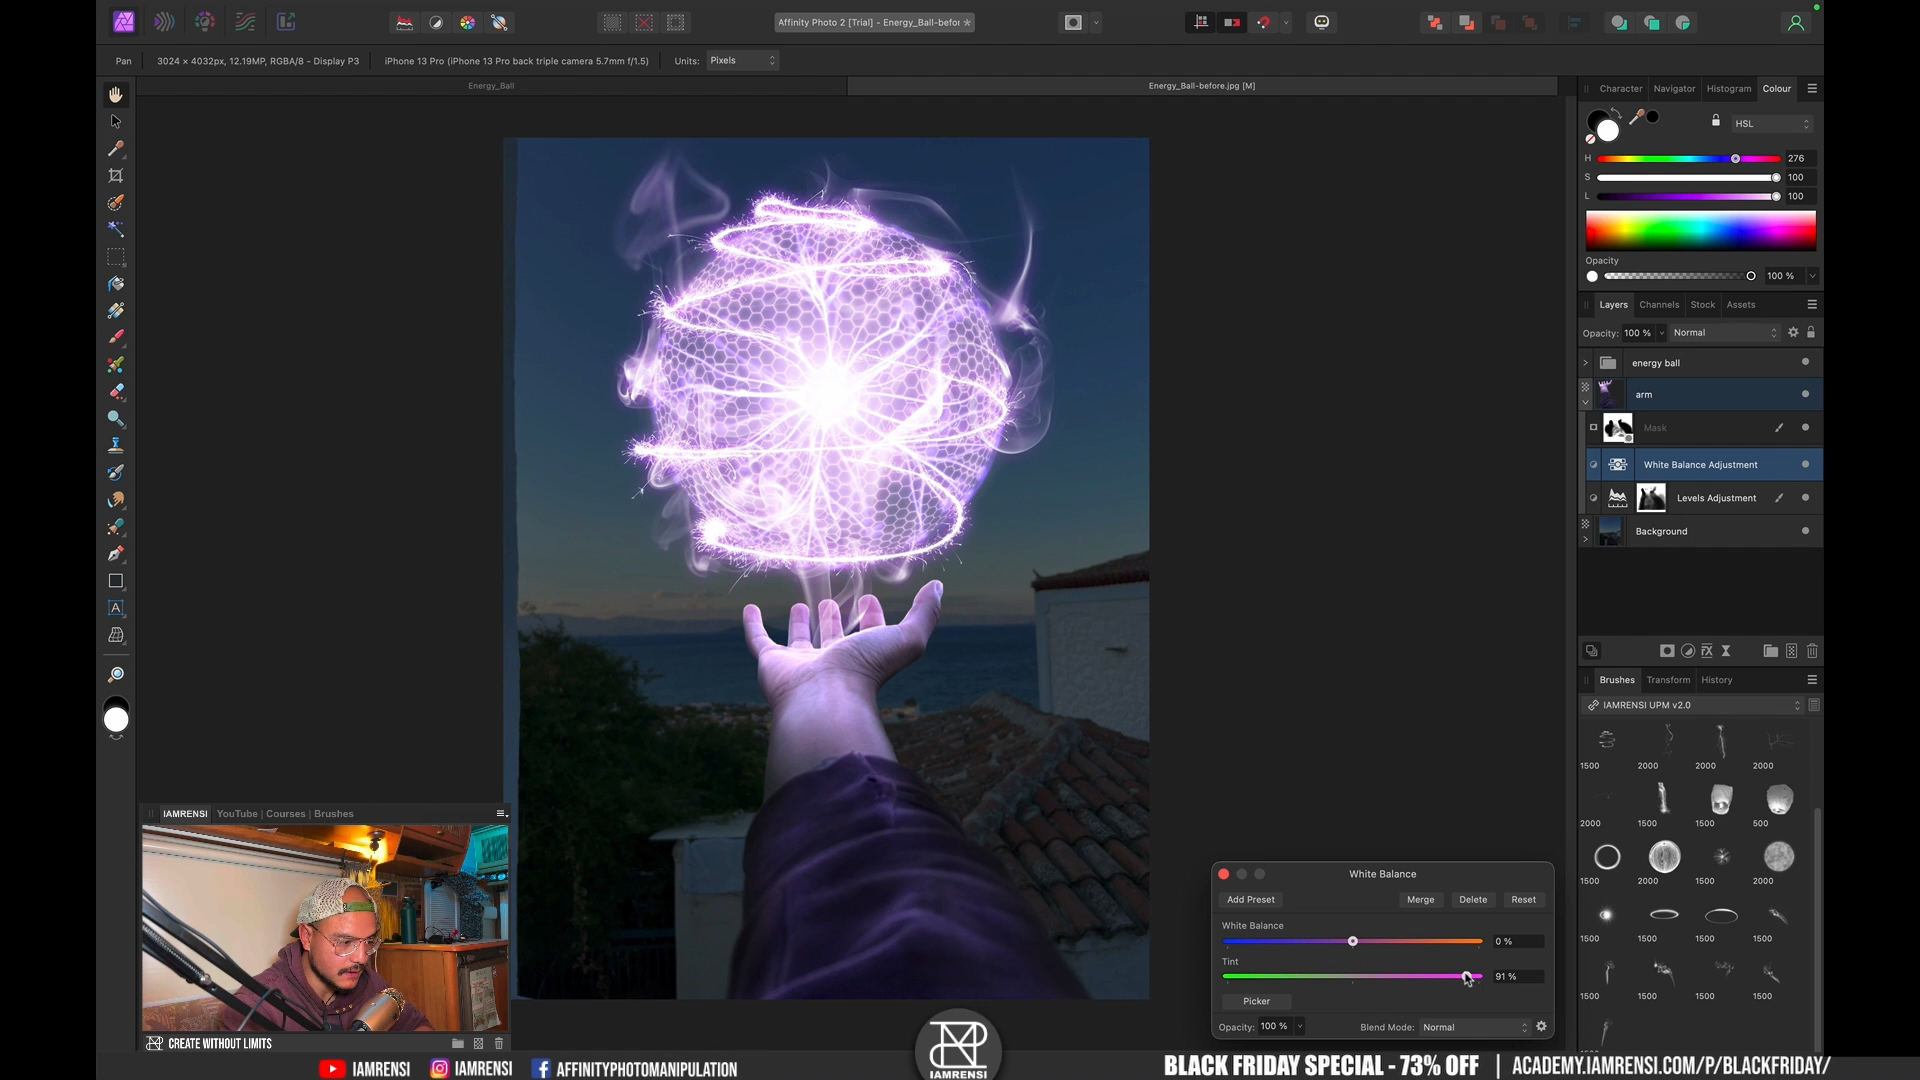 Affinity Photo 2 [Trial] - Energy_Ball-befor *
Pan
3024 × 4032px, 12.19MP, RGBA/8 - Display P3
iPhone 13 Pro (iPhone 13 Pro back triple camera 5.7mm f/1.5)
Units:
Pixels
Energy_Ball
Energy_Ball-before.jpg [M]
Character
Navigator
Histogram
Colour
HSL
H
276
S
100
L
100
Opacity
100 %
Layers
Channels
Stock
Assets
Opacity:
100 %
Normal
energy ball
arm
Mask
White Balance Adjustment
Levels Adjustment
Background
Brushes
Transform
History
IAMRENSI UPM v2.0
1500
2000
2000
2000
2000
1500
1500
500
1500
2000
1500
2000
1500
1500
1500
1500
1500
1500
1500
1500
IAMRENSI
YouTube | Courses | Brushes
CREATE WITHOUT LIMITS
White Balance
Add Preset
Merge
Delete
Reset
White Balance
0 %
Tint
91 %
Picker
Opacity:
100 %
Blend Mode:
Normal
IAMRENSI
IAMRENSI
AFFINITYPHOTOMANIPULATION
IAMRENSI
BLACK FRIDAY SPECIAL - 73% OFF | ACADEMY.IAMRENSI.COM/P/BLACKFRIDAY/